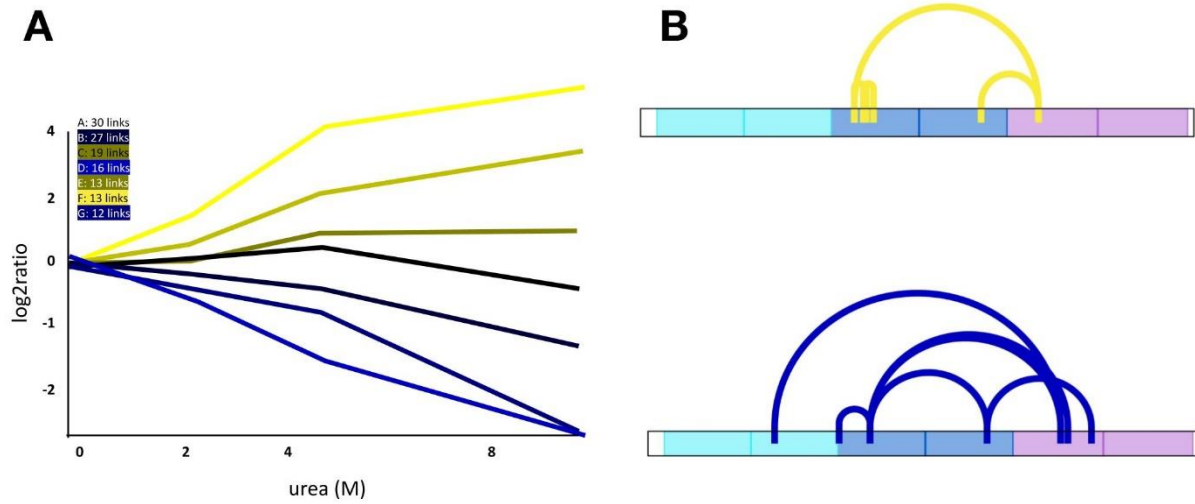 A
B
A: 30 links
B: 27 links
C: 19 links
D: 16 links
E: 13 links
F: 13 links
G: 12 links
4
2
0
-1
-2
log2ratio
0
2
4
8
urea (M)